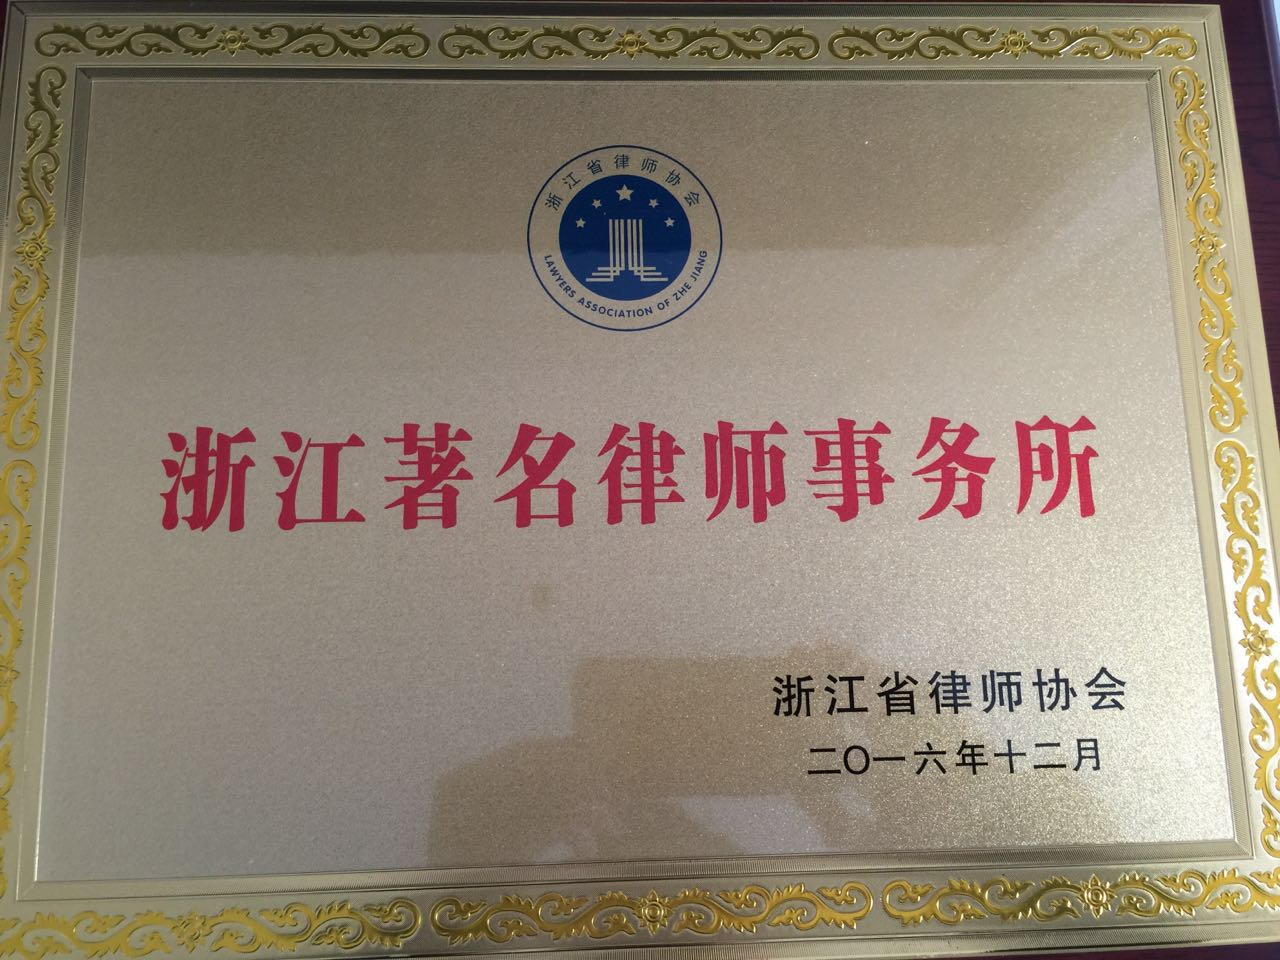 浙江省律师协会
LAWYERS ASSOCIATION OF ZHE JIANG
浙江著名律师事务所
浙江省律师协会
二〇一六年十二月